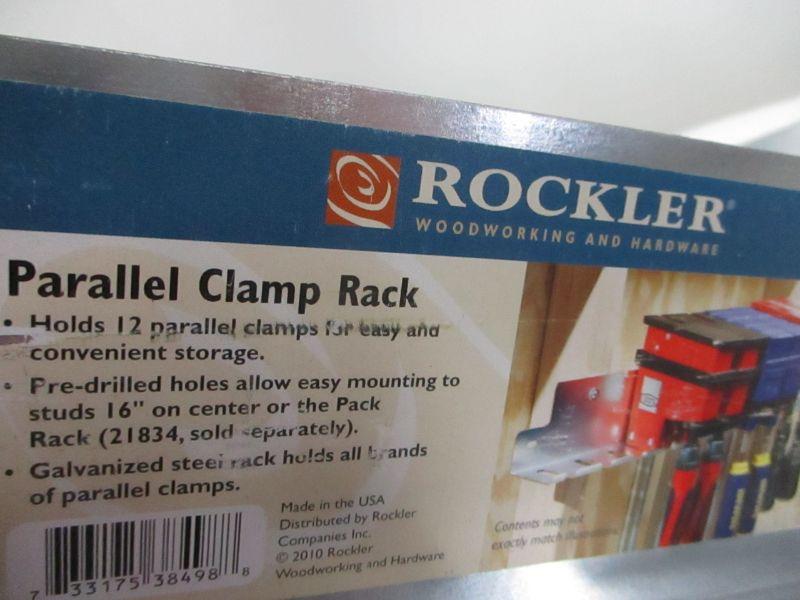 ROCKLER®
WOODWORKING AND HARDWARE
Parallel Clamp Rack
• Holds 12 parallel clamps for easy and
convenient storage.
• Pre-drilled holes allow easy mounting to
studs 16" on center or the Pack
Rack (21834, sold separately).
• Galvanized steel rack holds all brands
of parallel clamps.
Made in the USA
Distributed by Rockler
Companies Inc.
© 2010 Rockler
Woodworking and Hardware
Contents may not
exactly match illustrations.
7 33175 38498 8